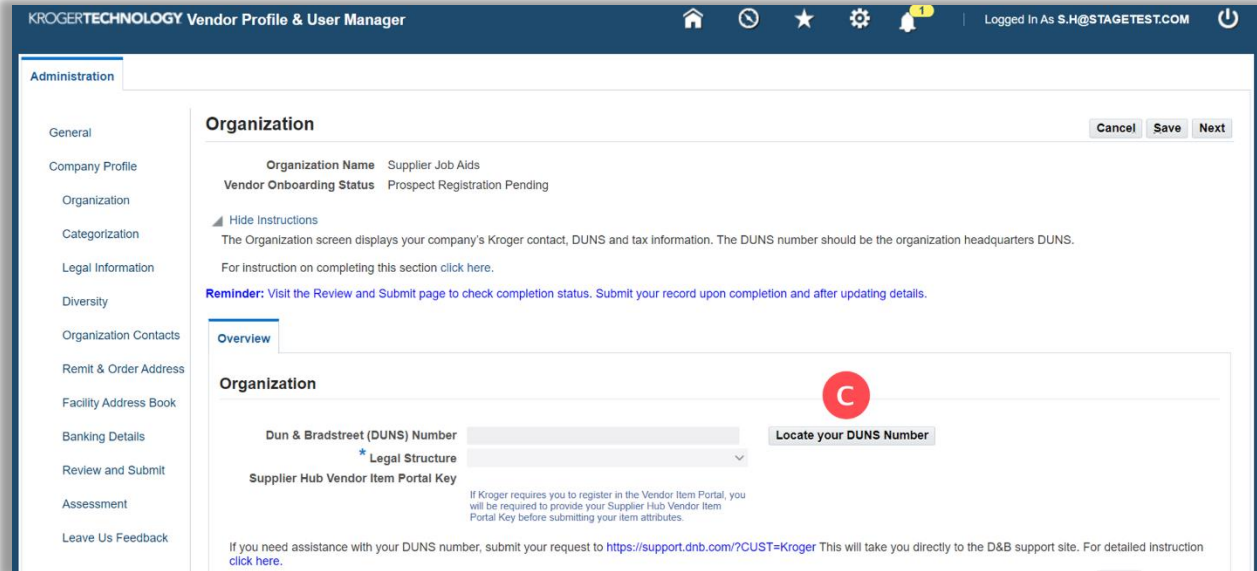 KROGERTECHNOLOGY Vendor Profile & User Manager
1
Logged In As S.H@STAGETEST.COM
Administration
General
Company Profile
Organization
Categorization
Legal Information
Diversity
Organization Contacts
Remit & Order Address
Facility Address Book
Banking Details
Review and Submit
Assessment
Leave Us Feedback
Organization
Cancel Save Next
Organization Name Supplier Job Aids
Vendor Onboarding Status Prospect Registration Pending
Hide Instructions
The Organization screen displays your company's Kroger contact, DUNS and tax information. The DUNS number should be the organization headquarters DUNS.
For instruction on completing this section click here.
Reminder: Visit the Review and Submit page to check completion status. Submit your record upon completion and after updating details.
Overview
Organization
C
Dun & Bradstreet (DUNS) Number
Locate your DUNS Number
* Legal Structure
Supplier Hub Vendor Item Portal Key
If Kroger requires you to register in the Vendor Item Portal, you
will be required to provide your Supplier Hub Vendor Item
Portal Key before submitting your item attributes.
If you need assistance with your DUNS number, submit your request to https://support.dnb.com/?CUST=Kroger This will take you directly to the D&B support site. For detailed instruction
click here.